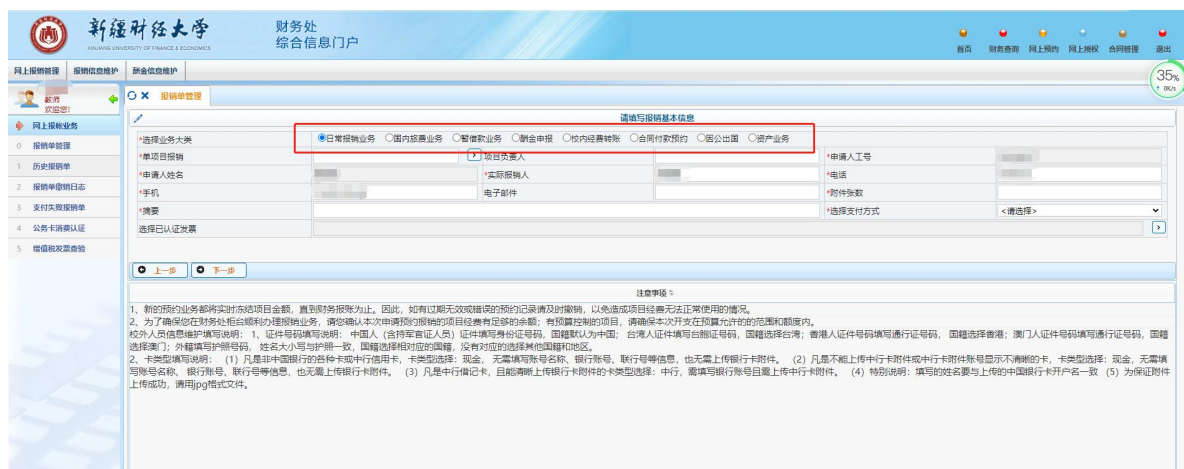 新疆财经大学
XINJIANG UNIVERSITY OF FINANCE & ECONOMICS
财务处
综合信息门户
首页 财务查询 网上预约 网上授权 合同管理 退出
网上报销管理 报销信息维护 酬金信息维护
35%
0K/s
教师
欢迎您!
报销单管理
网上报帐业务
0 报销单管理
1 历史报销单
2 报销单撤销日志
3 支付失败报销单
4 公务卡消费认证
5 增值税发票查验
请填写报销基本信息
*选择业务大类 日常报销业务 国内旅费业务 暂借款业务 酬金申报 校内经费转账 合同付款预约 因公出国 资产业务
*单项目报销 项目负责人 *申请人工号
*申请人姓名 *实际报销人 *电话
*手机 电子邮件 *附件张数
*摘要 *选择支付方式 <请选择>
选择已认证发票
上一步 下一步
注意事项
1、新的预约业务都将实时冻结项目金额，直到财务报账为止。因此，如有过期无效或错误的预约记录请及时撤销，以免造成项目经费无法正常使用的情况。
2、为了确保您在财务处柜台顺利办理报销业务，请您确认本次申请预约报销的项目经费有足够的余额；有预算控制的项目，请确保本次开支在预算允许的的范围和额度内。
校外人员信息维护填写说明：1、证件号码填写说明： 中国人（含持军官证人员）证件填写身份证号码，国籍默认为中国； 台湾人证件填写台胞证号码，国籍选择台湾；香港人证件号码填写通行证号码， 国籍选择香港；澳门人证件号码填写通行证号码，国籍
选择澳门；外籍填写护照号码， 姓名大小写与护照一致，国籍选择相对应的国籍，没有对应的选择其他国籍和地区。
2、卡类型填写说明： （1）凡是非中国银行的各种卡或中行信用卡，卡类型选择：现金， 无需填写账号名称、银行账号、联行号等信息，也无需上传银行卡附件。 （2）凡是不能上传中行卡附件或中行卡附件账号显示不清晰的卡，卡类型选择：现金，无需填
写账号名称、 银行账号、联行号等信息，也无需上传银行卡附件。 （3）凡是中行借记卡，且能清晰上传银行卡附件的卡类型选择：中行，需填写银行账号且需上传中行卡附件。 （4）特别说明：填写的姓名要与上传的中国银行卡开户名一致 （5）为保证附件
上传成功，请用jpg格式文件。